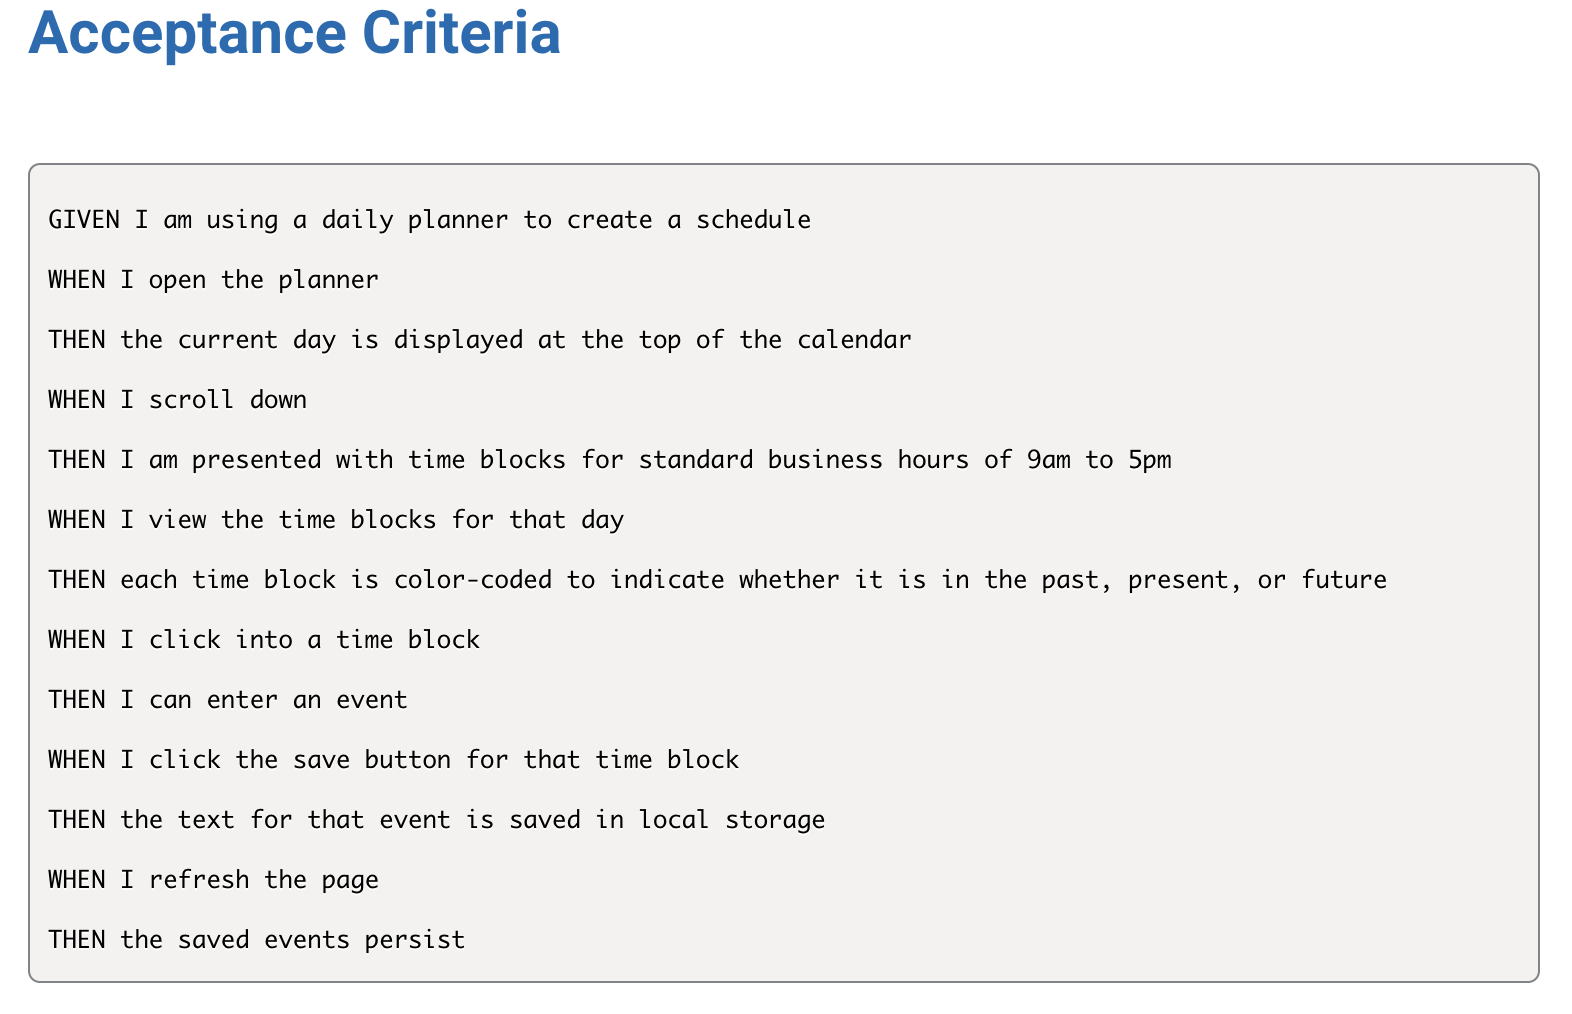 Acceptance Criteria
GIVEN I am using a daily planner to create a schedule
WHEN I open the planner
THEN the current day is displayed at the top of the calendar
WHEN I scroll down
THEN I am presented with time blocks for standard business hours of 9am to 5pm
WHEN I view the time blocks for that day
THEN each time block is color-coded to indicate whether it is in the past, present, or future
WHEN I click into a time block
THEN I can enter an event
WHEN I click the save button for that time block
THEN the text for that event is saved in local storage
WHEN I refresh the page
THEN the saved events persist